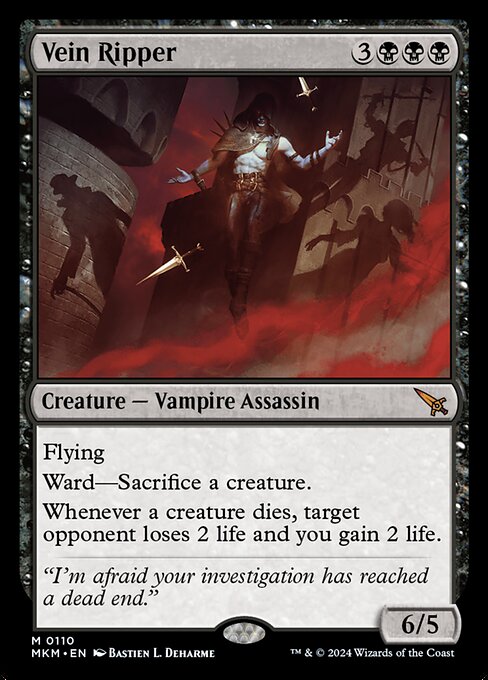 Vein Ripper 3
Creature — Vampire Assassin
Flying
Ward—Sacrifice a creature.
Whenever a creature dies, target
opponent loses 2 life and you gain 2 life.
“I’m afraid your investigation has reached
a dead end.”
6/5
M 0110
MKM • EN Bastien L. Deharme ™ & © 2024 Wizards of the Coast